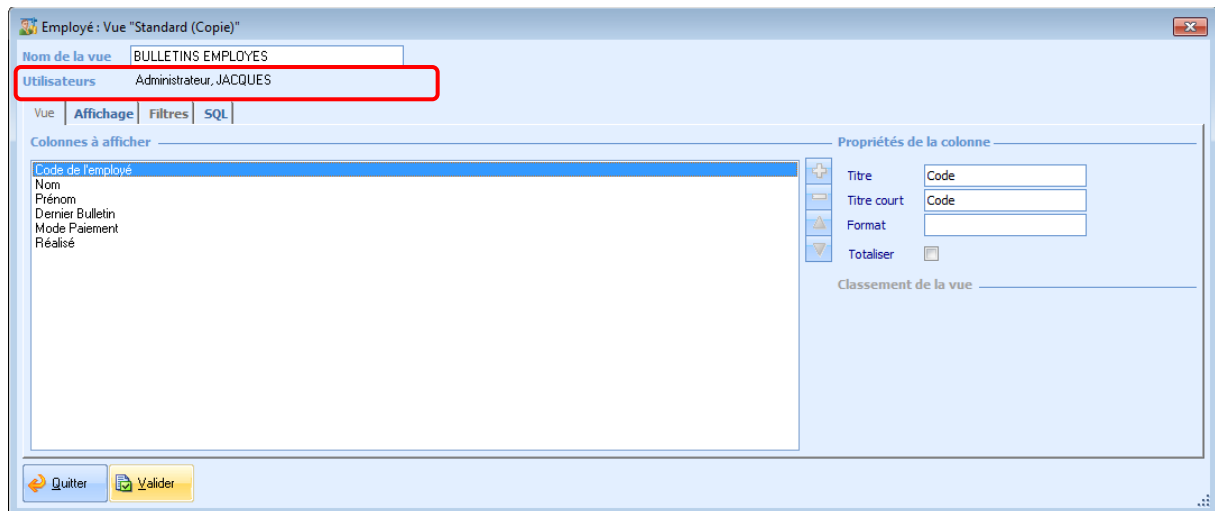 Employé : Vue "Standard (Copie)"
Nom de la vue BULLETINS EMPLOYES
Utilisateurs Administrateur, JACQUES
Vue Affichage Filtres SQL
Colonnes à afficher
Code de l'employé
Nom
Prénom
Dernier Bulletin
Mode Paiement
Réalisé
Propriétés de la colonne
Titre Code
Titre court Code
Format
Totaliser
Classement de la vue
Quitter Valider